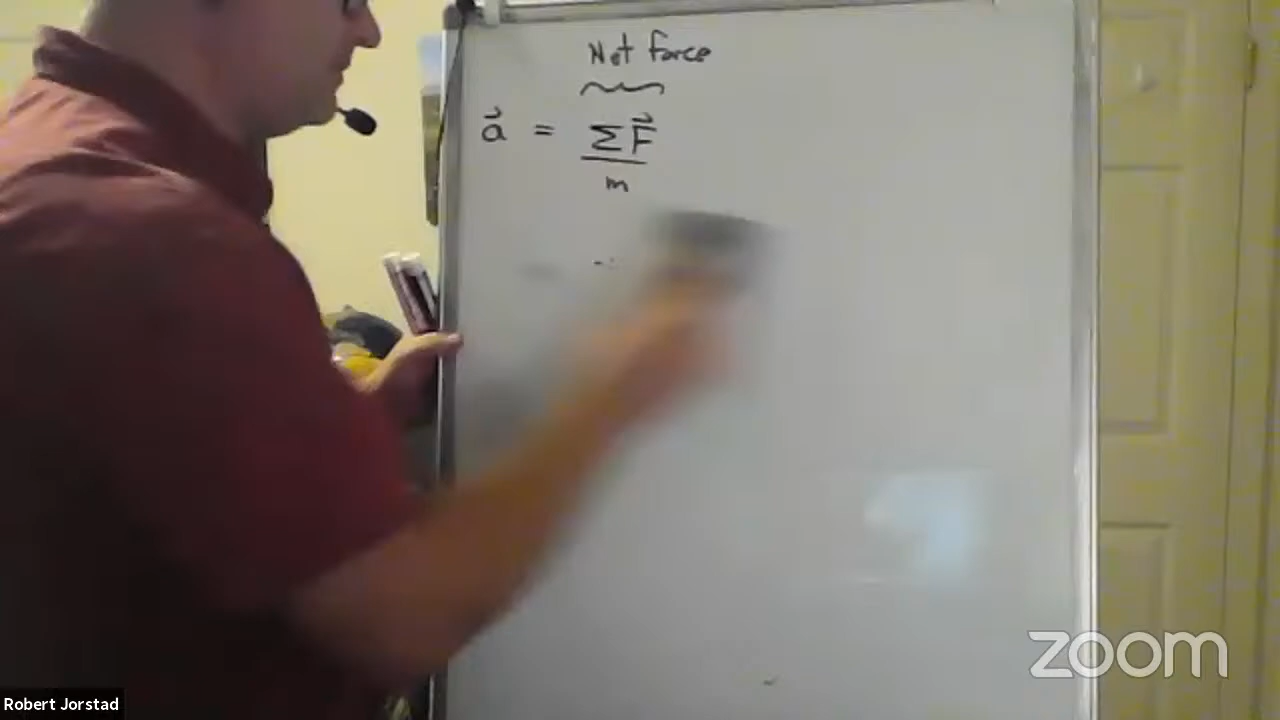 Net force
a⃗ = ΣF⃗
m
zoom
Robert Jorstad